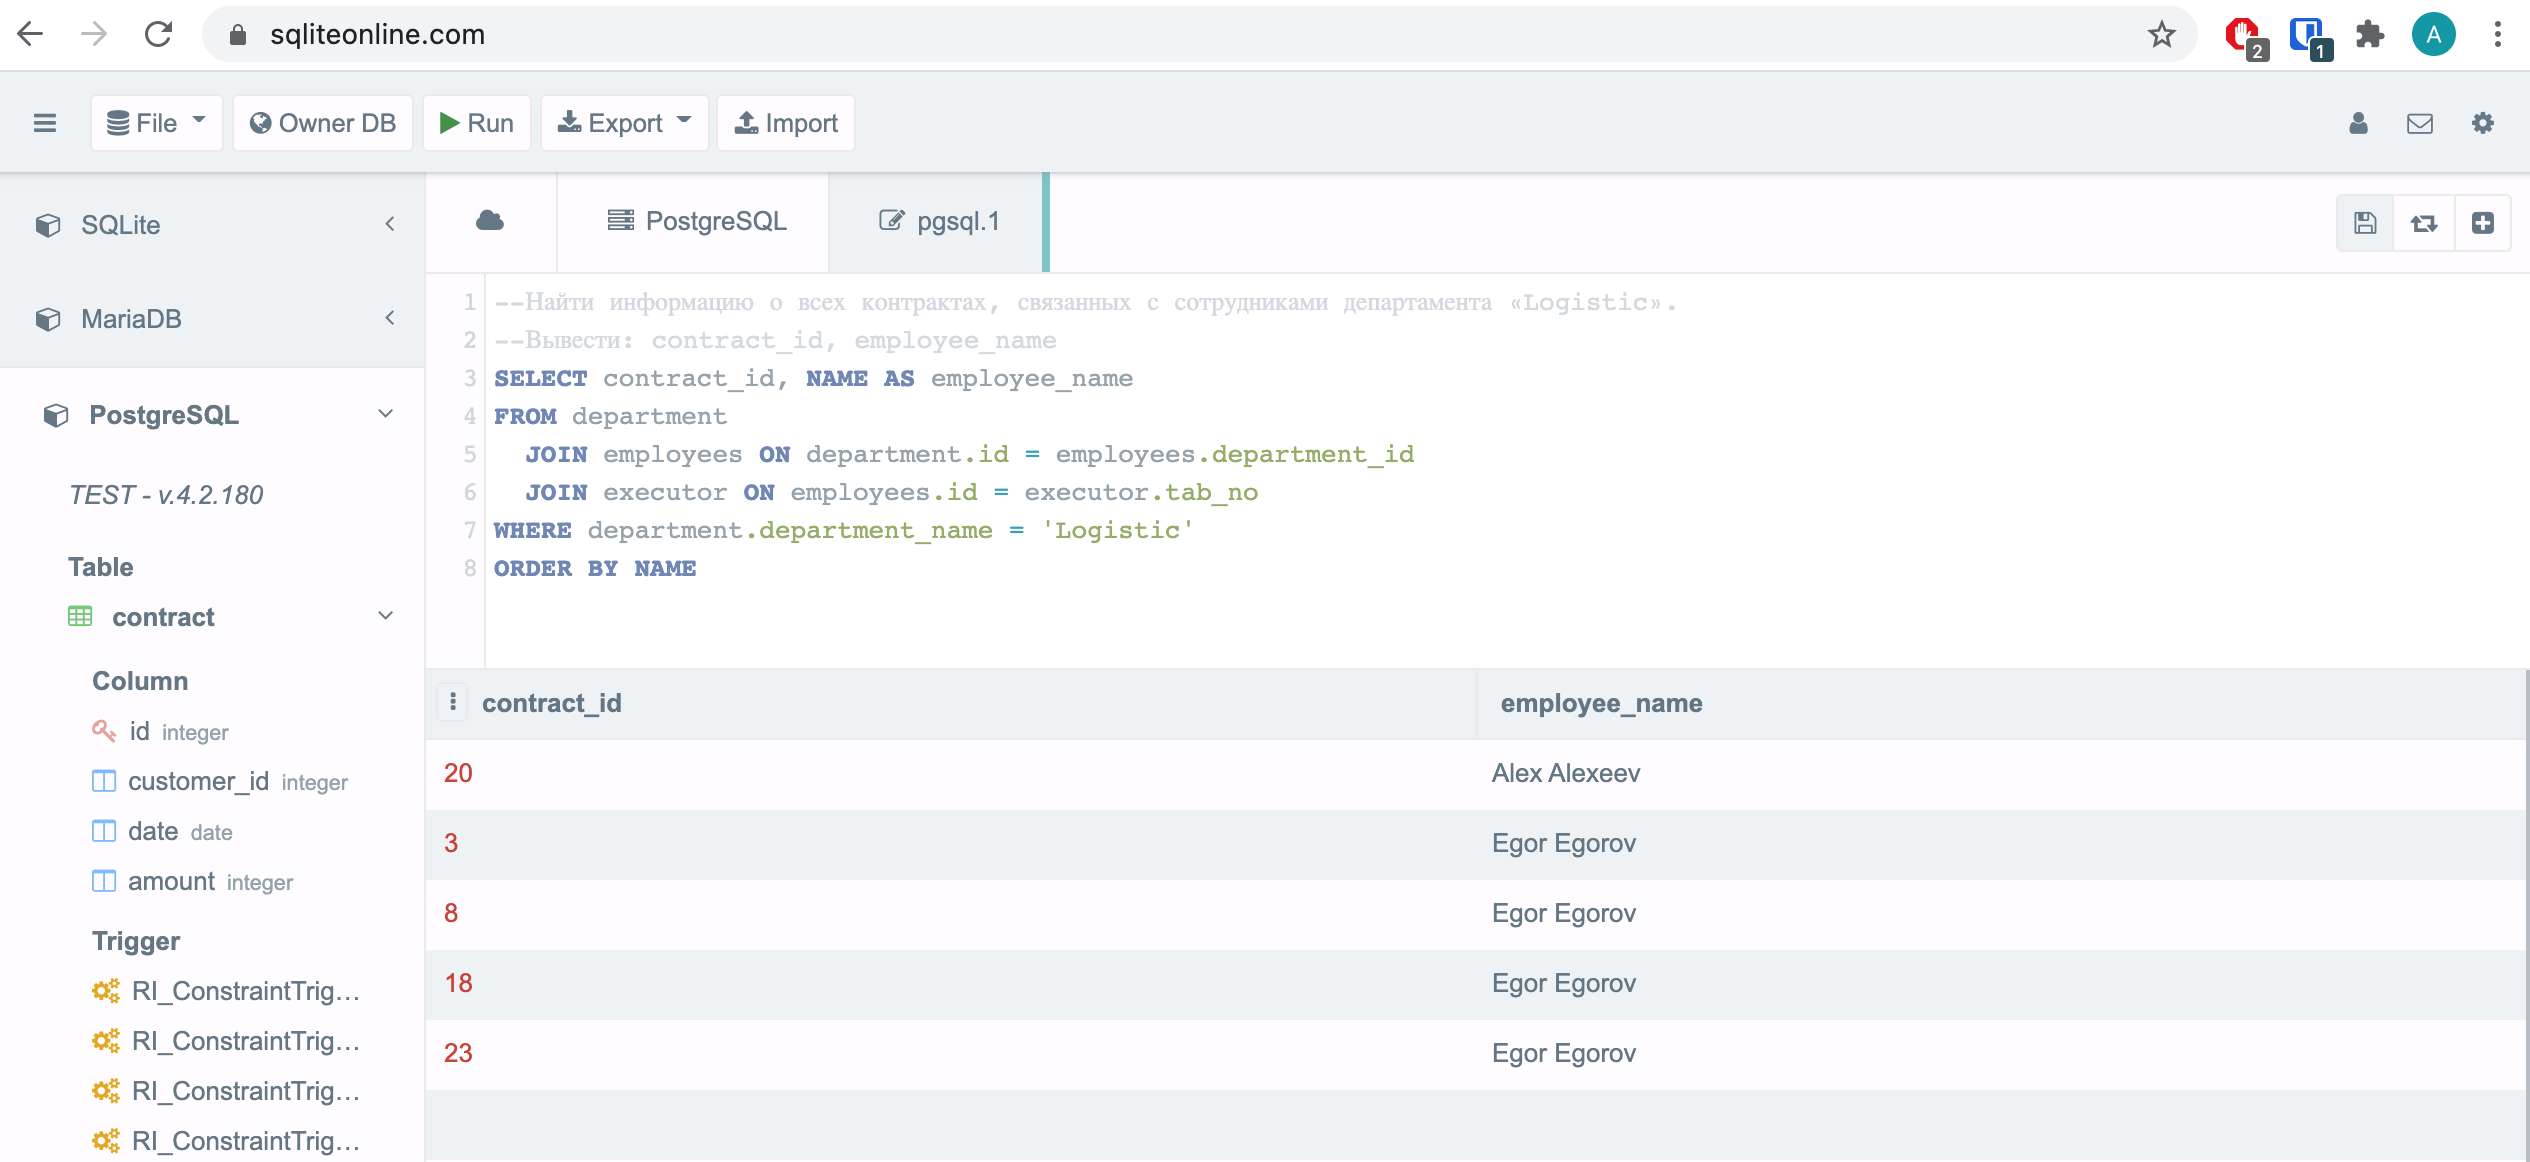 sqliteonline.com
2
1
A
File
Owner DB
Run
Export
Import
SQLite
MariaDB
PostgreSQL
TEST - v.4.2.180
Table
contract
Column
id integer
customer_id integer
date date
amount integer
Trigger
RI_ConstraintTrig...
RI_ConstraintTrig...
RI_ConstraintTrig...
RI_ConstraintTrig...
PostgreSQL
pgsql.1
1 --Найти информацию о всех контрактах, связанных с сотрудниками департамента «Logistic».
2 --Вывести: contract_id, employee_name
3 SELECT contract_id, NAME AS employee_name
4 FROM department
5 JOIN employees ON department.id = employees.department_id
6 JOIN executor ON employees.id = executor.tab_no
7 WHERE department.department_name = 'Logistic'
8 ORDER BY NAME
contract_id employee_name
20 Alex Alexeev
3 Egor Egorov
8 Egor Egorov
18 Egor Egorov
23 Egor Egorov